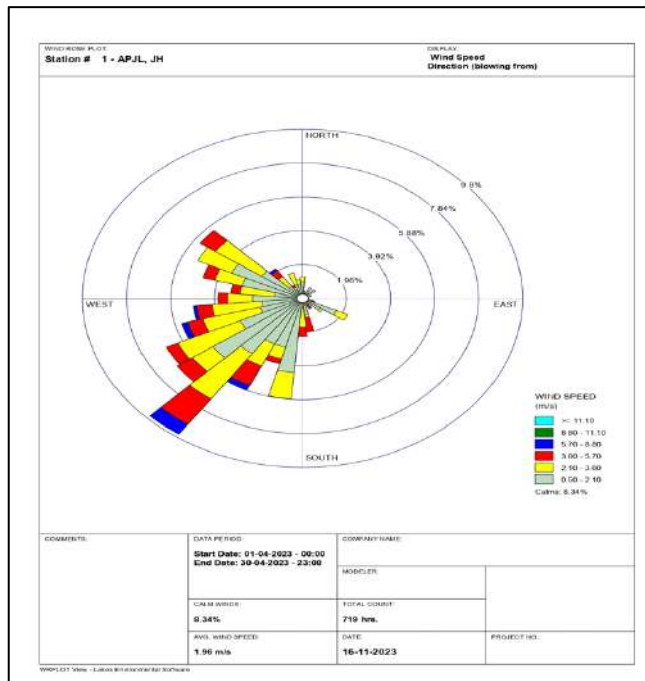 WIND ROSE PLOT:
Station # 1 - APJL, JH
DISPLAY:
Wind Speed
Direction (blowing from)
NORTH
9.8%
7.84%
5.88%
3.92%
1.96%
WEST
EAST
SOUTH
WIND SPEED
(m/s)
>= 11.10
8.80 - 11.10
5.70 - 8.80
3.60 - 5.70
2.10 - 3.60
0.50 - 2.10
Calms: 8.34%
COMMENTS:
DATA PERIOD:
Start Date: 01-04-2023 - 00:00
End Date: 30-04-2023 - 23:00
COMPANY NAME:
MODELER:
CALM WINDS:
8.34%
TOTAL COUNT:
719 hrs.
AVG. WIND SPEED:
1.96 m/s
DATE:
16-11-2023
PROJECT NO.:
WRPLOT View - Lakes Environmental Software